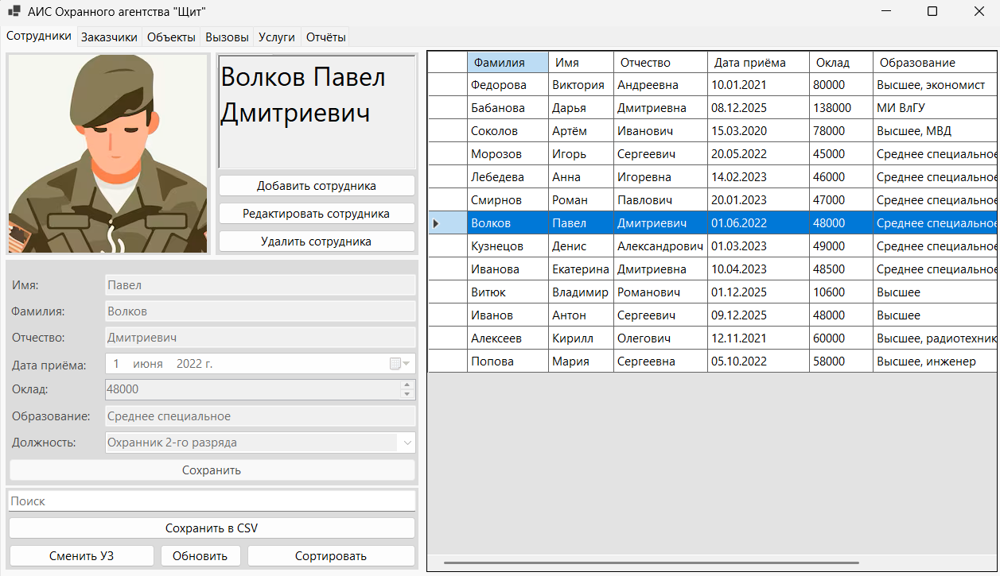 АИС Охранного агентства "Щит"
Сотрудники Заказчики Объекты Вызовы Услуги Отчёты
Волков Павел
Дмитриевич
Добавить сотрудника
Редактировать сотрудника
Удалить сотрудника
Имя: Павел
Фамилия: Волков
Отчество: Дмитриевич
Дата приёма: 1 июня 2022 г.
Оклад: 48000
Образование: Среднее специальное
Должность: Охранник 2-го разряда
Сохранить
Поиск
Сохранить в CSV
Сменить УЗ Обновить Сортировать
Фамилия Имя Отчество Дата приёма Оклад Образование
Федорова Виктория Андреевна 10.01.2021 80000 Высшее, экономист
Бабанова Дарья Дмитриевна 08.12.2025 138000 МИ ВлГУ
Соколов Артём Иванович 15.03.2020 78000 Высшее, МВД
Морозов Игорь Сергеевич 20.05.2022 45000 Среднее специальное
Лебедева Анна Игоревна 14.02.2023 46000 Среднее специальное
Смирнов Роман Павлович 20.01.2023 47000 Среднее специальное
Волков Павел Дмитриевич 01.06.2022 48000 Среднее специальное
Кузнецов Денис Александрович 01.03.2023 49000 Среднее специальное
Иванова Екатерина Дмитриевна 10.04.2023 48500 Среднее специальное
Витюк Владимир Романович 01.12.2025 10600 Высшее
Иванов Антон Сергеевич 09.12.2025 48000 Высшее
Алексеев Кирилл Олегович 12.11.2021 60000 Высшее, радиотехник
Попова Мария Сергеевна 05.10.2022 58000 Высшее, инженер